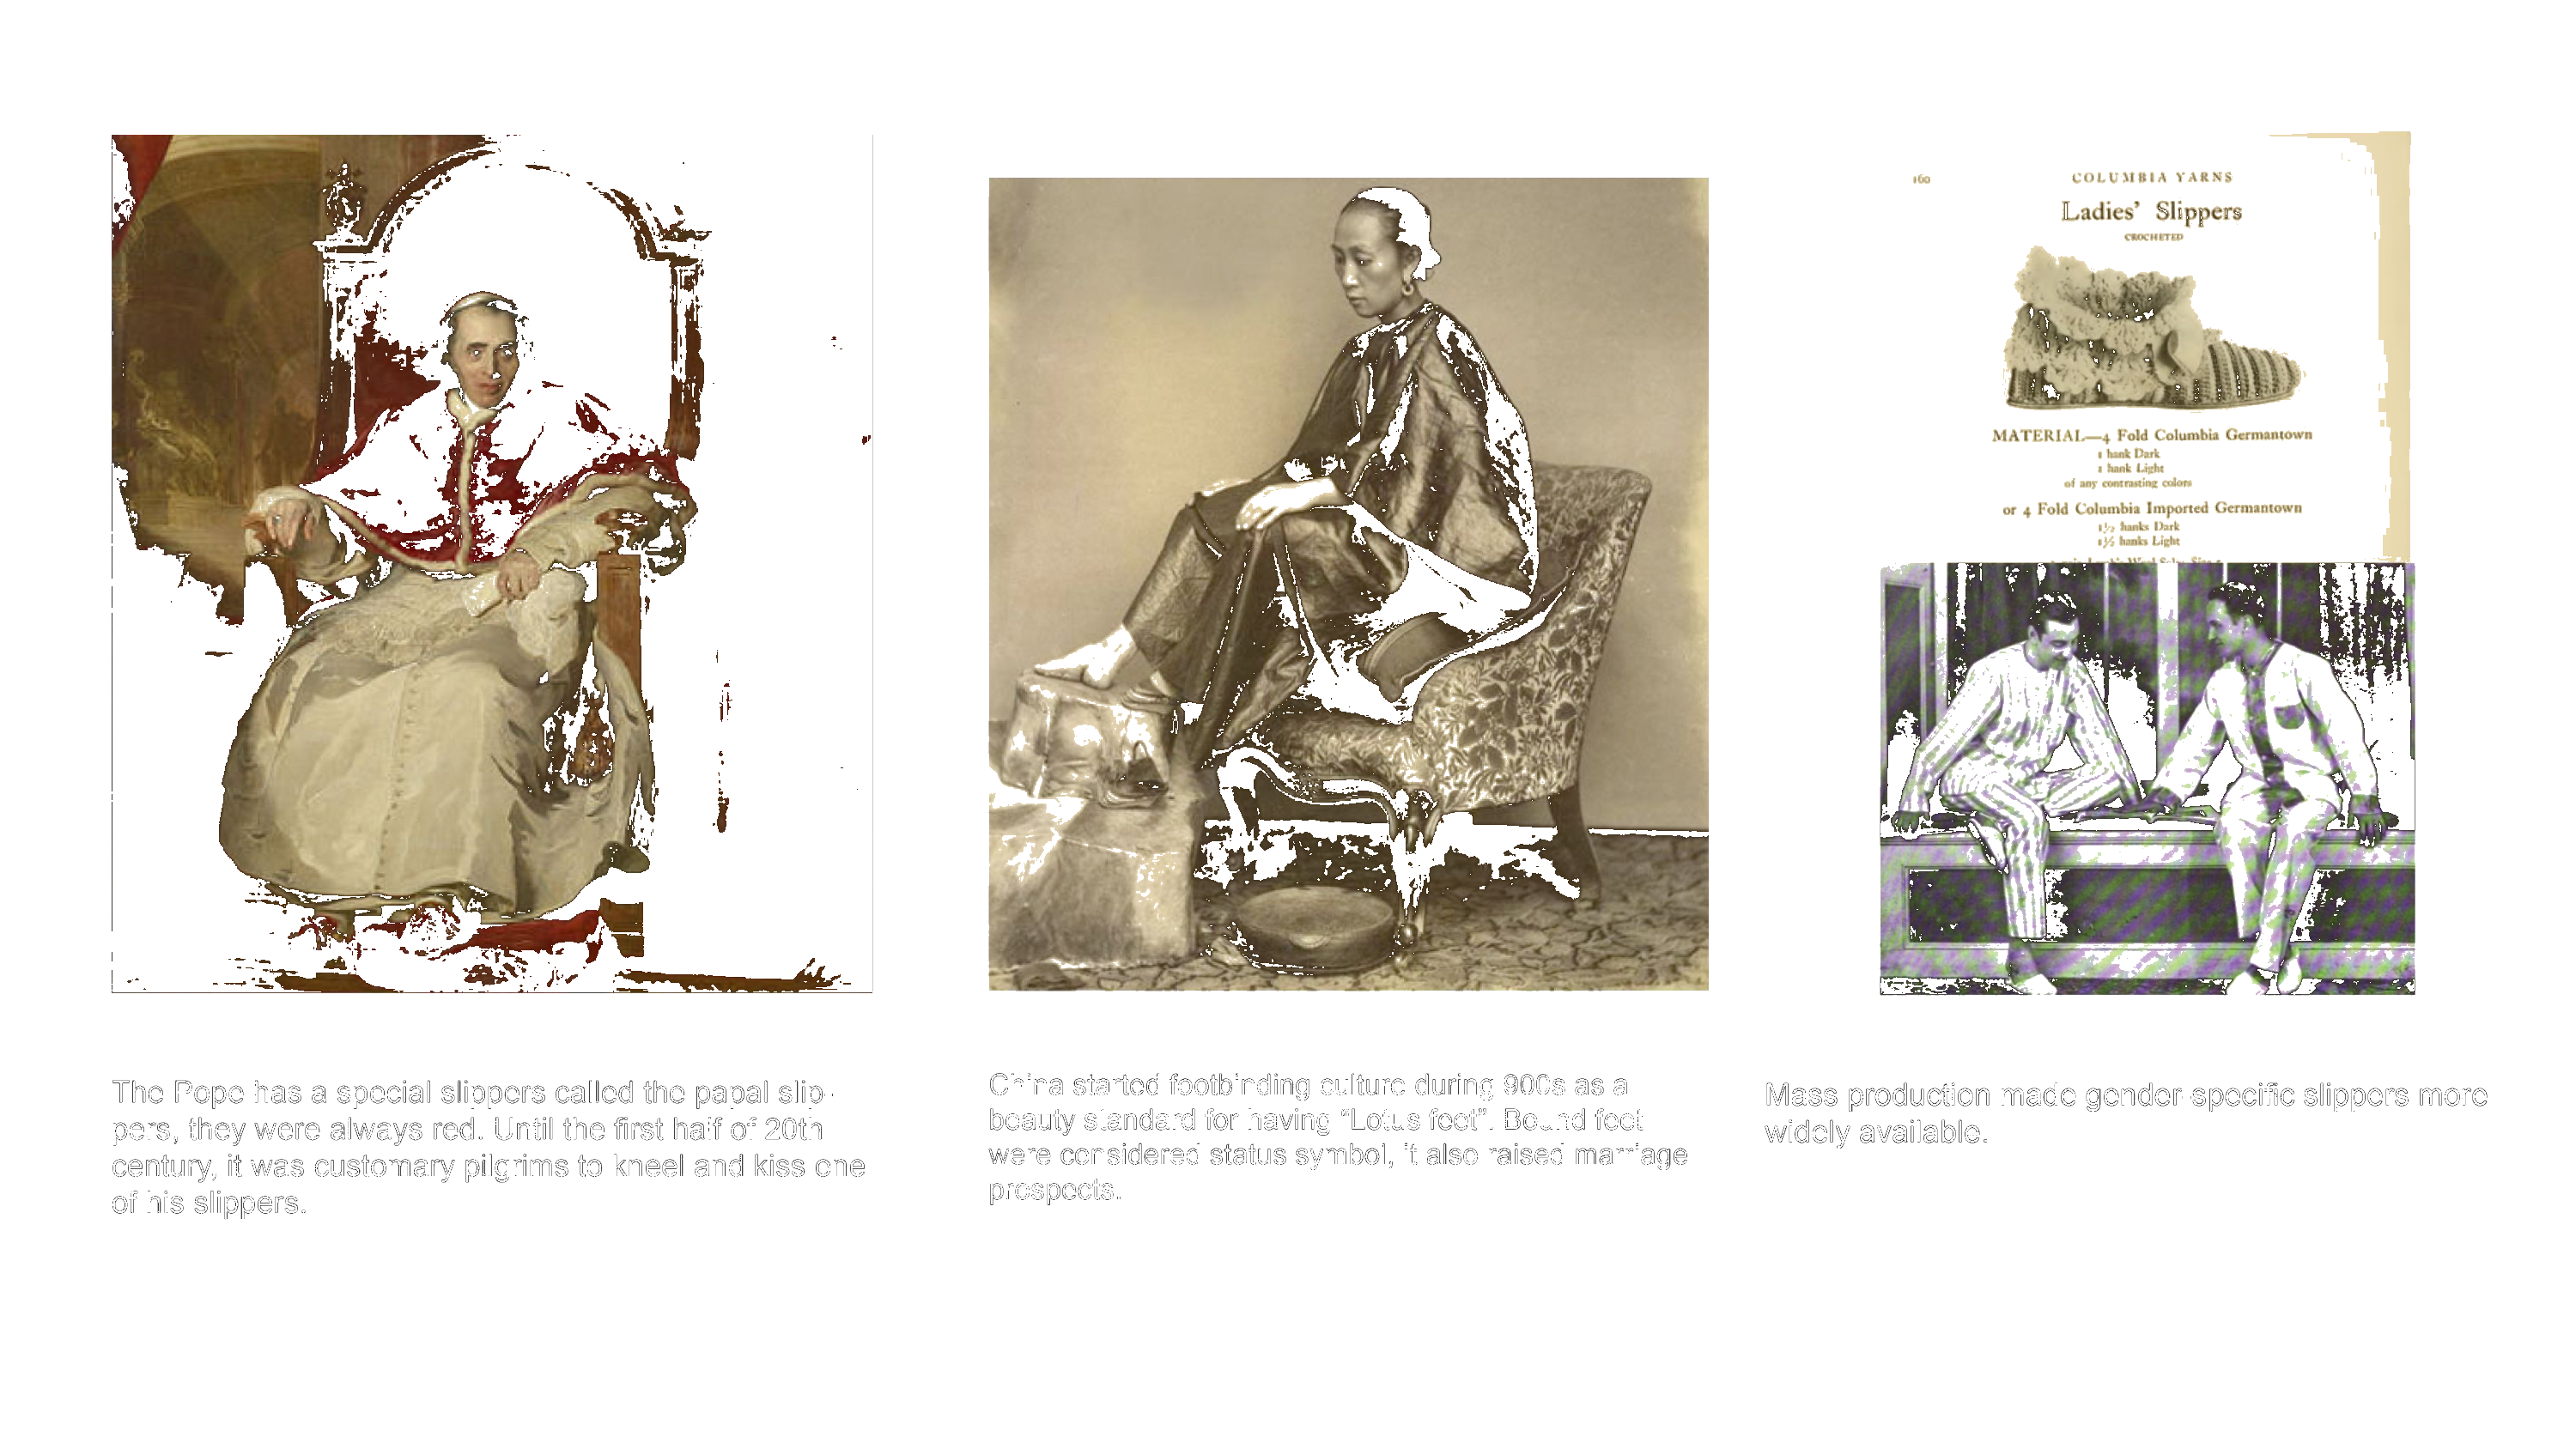 The Pope has a special slippers called the papal slip-
pers, they were always red. Until the first half of 20th
century, it was customary pilgrims to kneel and kiss one
of his slippers.
China started footbinding culture during 900s as a
beauty standard for having “Lotus feet”. Bound feet
were considered status symbol, it also raised marriage
prospects.
160
COLUMBIA YARNS
Ladies' Slippers
CROCHETED
MATERIAL—4 Fold Columbia Germantown
1 hank Dark
1 hank Light
of any contrasting colors
or 4 Fold Columbia Imported Germantown
1½ hanks Dark
1½ hanks Light
Mass production made gender-specific slippers more
widely available.